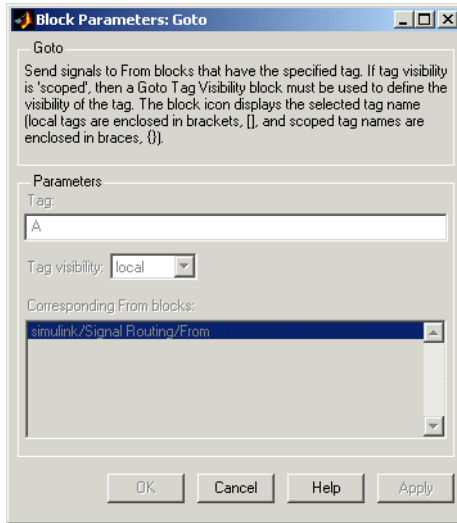 Block Parameters: Goto
Goto
Send signals to From blocks that have the specified tag. If tag visibility
is 'scoped', then a Goto Tag Visibility block must be used to define the
visibility of the tag. The block icon displays the selected tag name
(local tags are enclosed in brackets, [], and scoped tag names are
enclosed in braces, {}).
Parameters
Tag:
A
Tag visibility: local
Corresponding From blocks:
simulink/Signal Routing/From
OK Cancel Help Apply